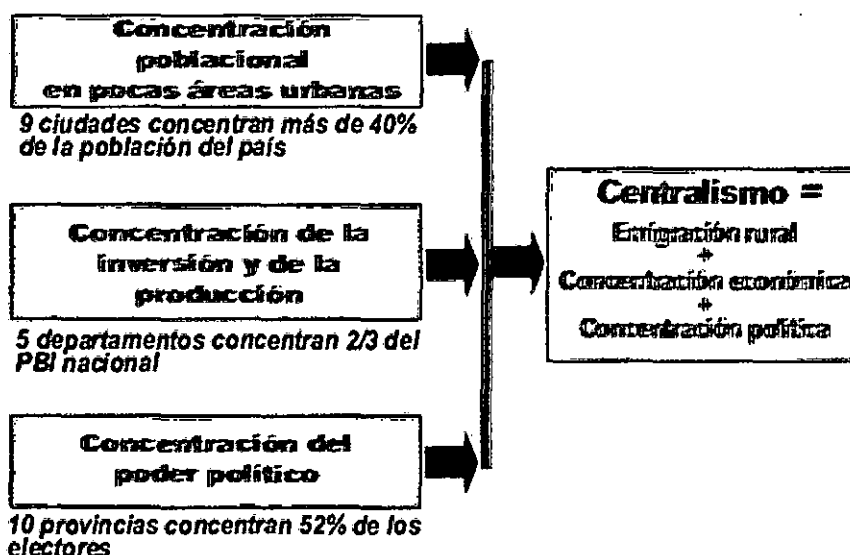 Concentración
poblacional
en pocas áreas urbanas
9 ciudades concentran más de 40%
de la población del país
Concentración de la
inversión y de la
producción
5 departamentos concentran 2/3 del
PBI nacional
Concentración del
poder político
10 provincias concentran 52% de los
electores
Centralismo =
Emigración rural
+
Concentración económica
+
Concentración política